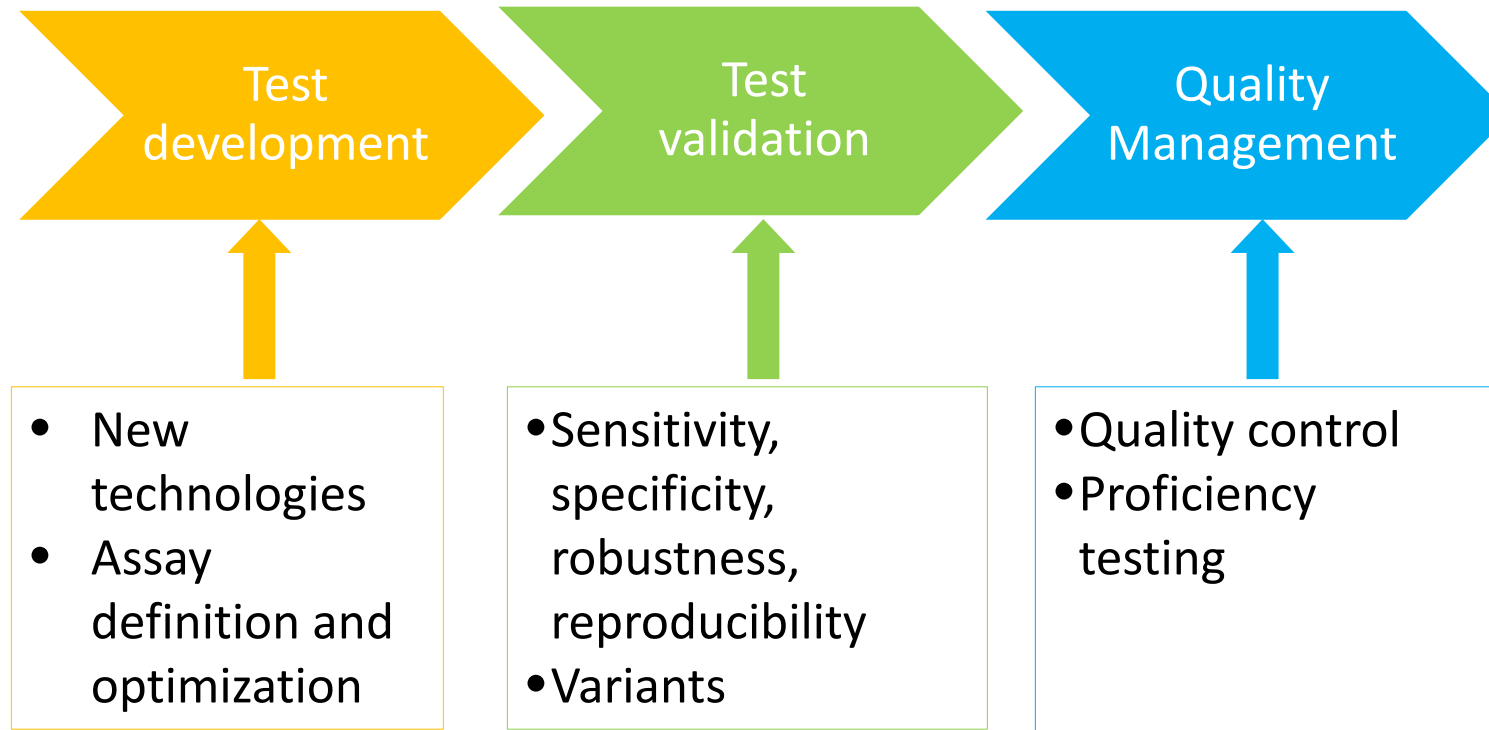 Test
development
Test
validation
Quality
Management
• New
technologies
• Assay
definition and
optimization
•Sensitivity,
specificity,
robustness,
reproducibility
•Variants
•Quality control
•Proficiency
testing